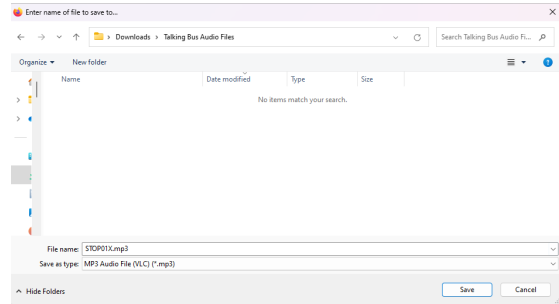 Enter name of file to save to...
Downloads > Talking Bus Audio Files
Search Talking Bus Audio Fi...
Organize
New folder
Name Date modified Type Size
No items match your search.
File name: STOP01X.mp3
Save as type: MP3 Audio File (VLC) (*.mp3)
Hide Folders
Save
Cancel